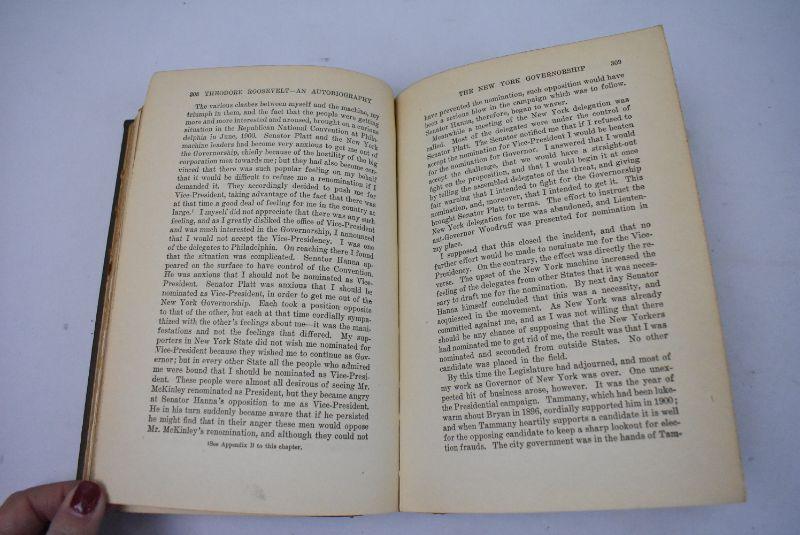 308 THEODORE ROOSEVELT—AN AUTOBIOGRAPHY
The various clashes between myself and the machine, my
triumph in them, and the fact that the people were getting
more and more interested and aroused, brought on a curious
situation in the Republican National Convention at Phila-
delphia in June, 1900. Senator Platt and the New York
machine leaders had become very anxious to get me out of
the Governorship, chiefly because of the hostility of the big
corporation men towards me; but they had also become con-
vinced that there was such popular feeling on my behalf
that it would be difficult to refuse me a renomination if I
demanded it. They accordingly decided to push me for
Vice-President, taking advantage of the fact that there was
at that time a good deal of feeling for me in the country at
large.¹ I myself did not appreciate that there was any such
feeling, and as I greatly disliked the office of Vice-President
and was much interested in the Governorship, I announced
that I would not accept the Vice-Presidency. I was one
of the delegates to Philadelphia. On reaching there I found
that the situation was complicated. Senator Hanna ap-
peared on the surface to have control of the Convention.
He was anxious that I should not be nominated as Vice-
President. Senator Platt was anxious that I should be
nominated as Vice-President, in order to get me out of the
New York Governorship. Each took a position opposite
to that of the other, but each at that time cordially sympa-
thized with the other's feelings about me—it was the mani-
festations and not the feelings that differed. My sup-
porters in New York State did not wish me nominated for
Vice-President because they wished me to continue as Gov-
ernor; but in every other State all the people who admired
me were bound that I should be nominated as Vice-Presi-
dent. These people were almost all desirous of seeing Mr.
McKinley renominated as President, but they became angry
at Senator Hanna's opposition to me as Vice-President.
He in his turn suddenly became aware that if he persisted
he might find that in their anger these men would oppose
Mr. McKinley's renomination, and although they could not
¹See Appendix B to this chapter.
THE NEW YORK GOVERNORSHIP 309
have prevented the nomination, such opposition would have
been a serious blow in the campaign which was to follow.
Senator Hanna, therefore, began to waver.
Meanwhile a meeting of the New York delegation was
called. Most of the delegates were under the control of
Senator Platt. The Senator notified me that if I refused to
accept the nomination for Vice-President I would be beaten
for the nomination for Governor. I answered that I would
accept the challenge, that we would have a straight-out
fight on the proposition, and that I would begin it at once
by telling the assembled delegates of the threat, and giving
fair warning that I intended to fight for the Governorship
nomination, and, moreover, that I intended to get it. This
brought Senator Platt to terms. The effort to instruct the
New York delegation for me was abandoned, and Lieuten-
ant-Governor Woodruff was presented for nomination in
my place.
I supposed that this closed the incident, and that no
further effort would be made to nominate me for the Vice-
Presidency. On the contrary, the effect was directly the re-
verse. The upset of the New York machine increased the
feeling of the delegates from other States that it was neces-
sary to draft me for the nomination. By next day Senator
Hanna himself concluded that this was a necessity, and
acquiesced in the movement. As New York was already
committed against me, and as I was not willing that there
should be any chance of supposing that the New Yorkers
had nominated me to get rid of me, the result was that I was
nominated and seconded from outside States. No other
candidate was placed in the field.
By this time the Legislature had adjourned, and most of
my work as Governor of New York was over. One unex-
pected bit of business arose, however. It was the year of
the Presidential campaign. Tammany, which had been luke-
warm about Bryan in 1896, cordially supported him in 1900;
and when Tammany heartily supports a candidate it is well
for the opposing candidate to keep a sharp lookout for elec-
tion frauds. The city government was in the hands of Tam-